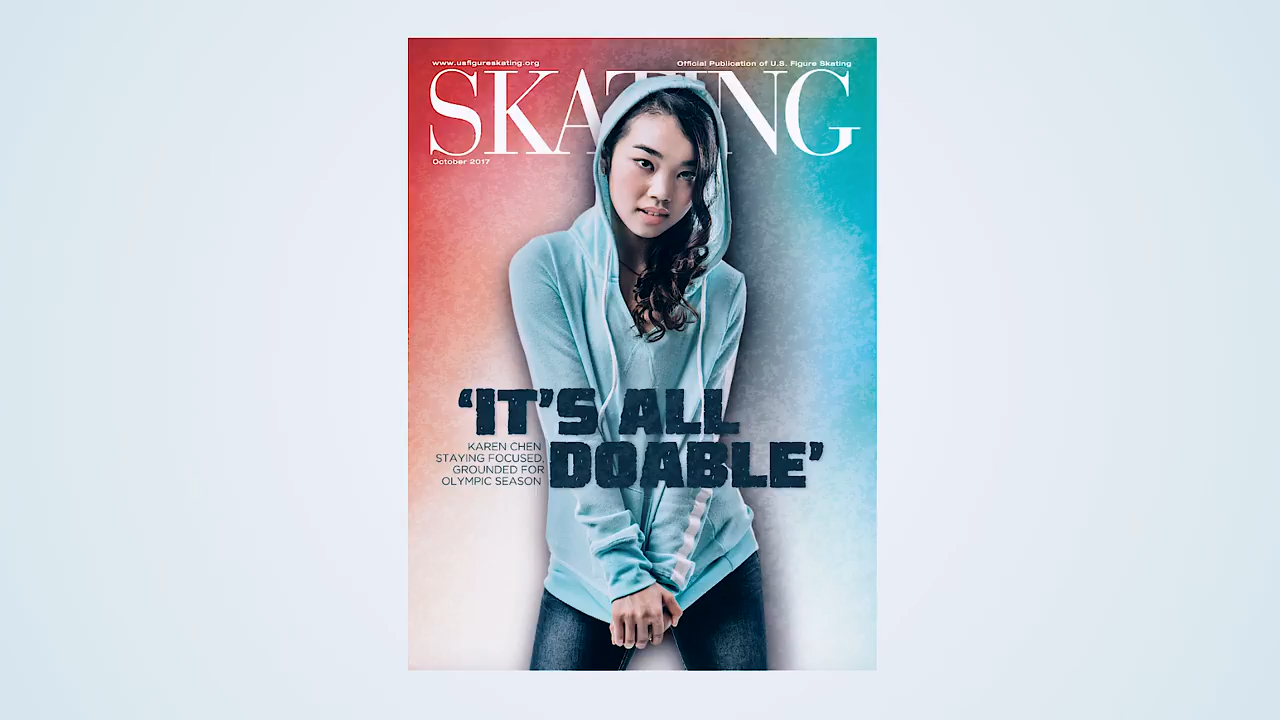 www.usfigureskating.org
Official Publication of U.S. Figure Skating
SKATING
October 2017
‘IT’S ALL
DOABLE’
KAREN CHEN
STAYING FOCUSED,
GROUNDED FOR
OLYMPIC SEASON